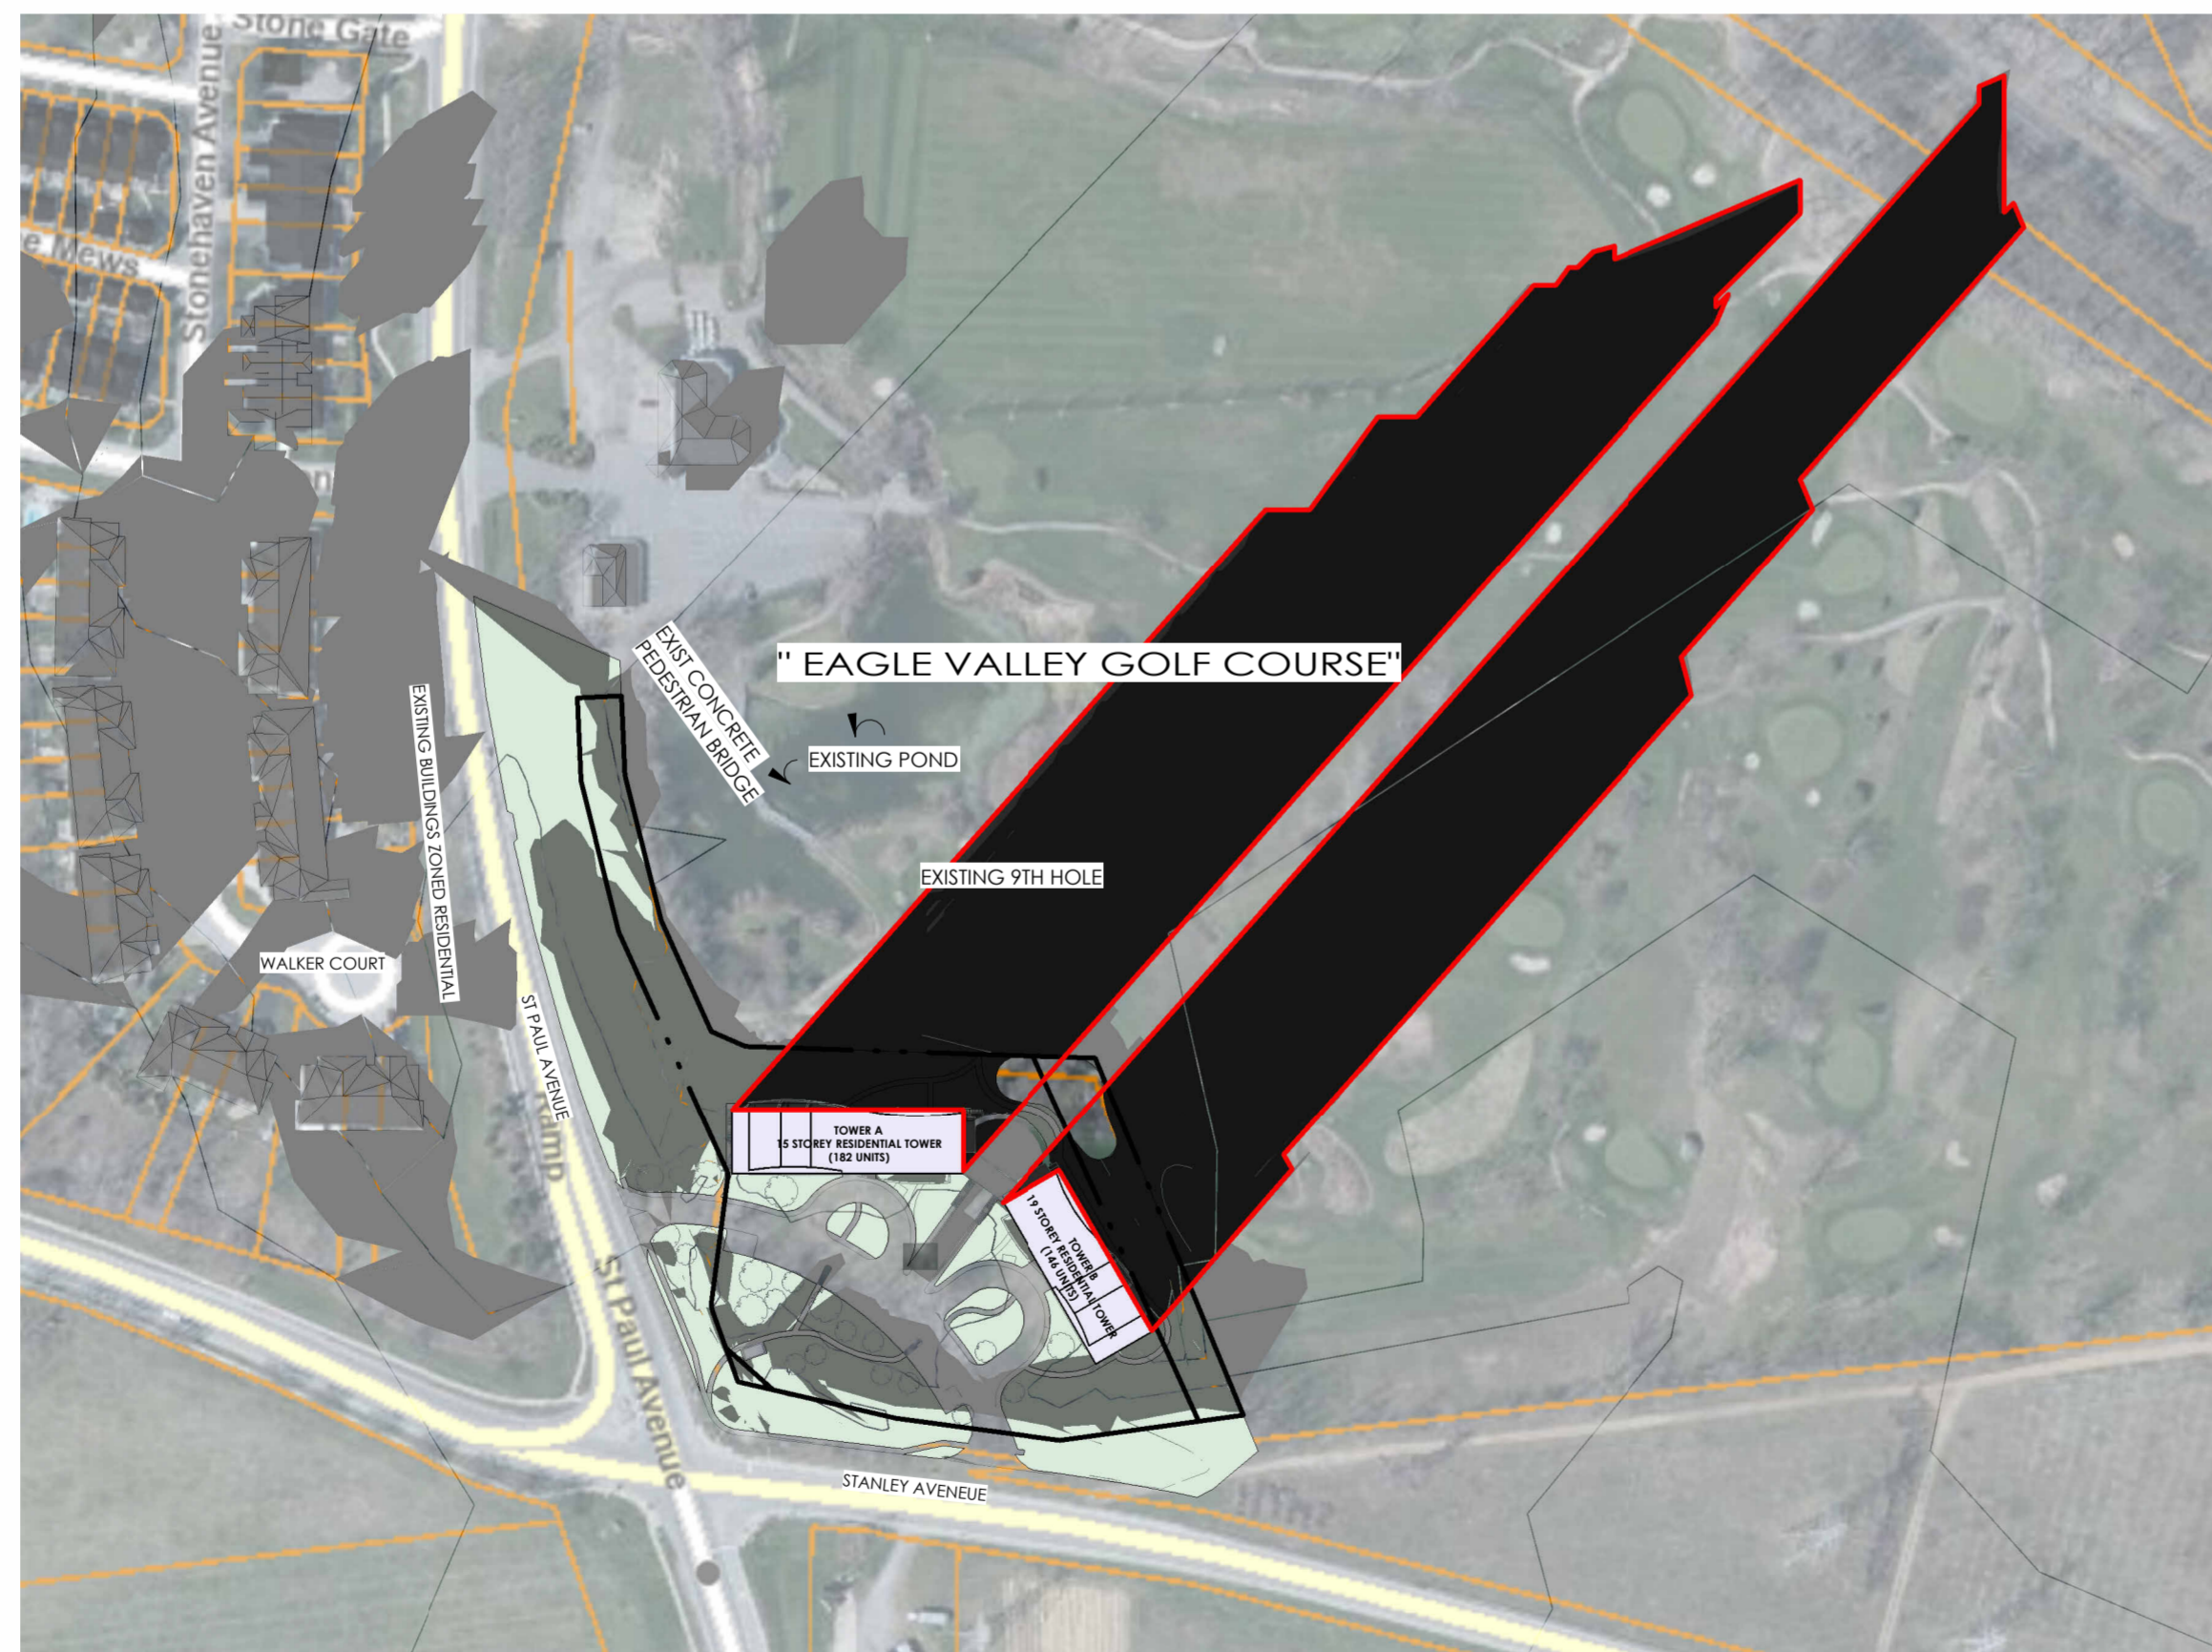 Stone Gate
Stonehaven Avenue
e Mews
" EAGLE VALLEY GOLF COURSE"
EXIST CONCRETE
PEDESTRIAN BRIDGE
EXISTING POND
EXISTING BUILDINGS ZONED RESIDENTIAL
EXISTING 9TH HOLE
WALKER COURT
ST PAUL AVENUE
Ramp
TOWER A
15 STOREY RESIDENTIAL TOWER
(182 UNITS)
TOWER B
19 STOREY RESIDENTIAL TOWER
(146 UNITS)
St Paul Avenue
STANLEY AVENEUE